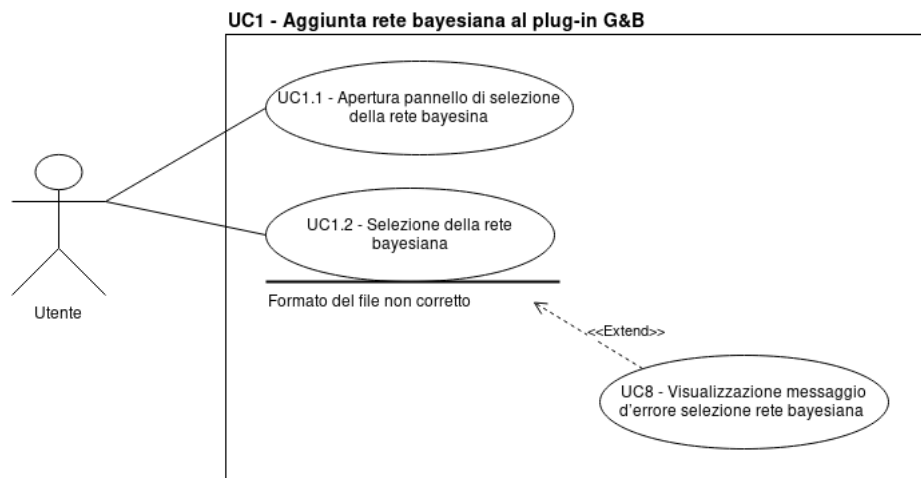 UC1 - Aggiunta rete bayesiana al plug-in G&B
UC1.1 - Apertura pannello di selezione
della rete bayesina
UC1.2 - Selezione della rete
bayesiana
Formato del file non corretto
Utente
<<Extend>>
UC8 - Visualizzazione messaggio
d'errore selezione rete bayesiana